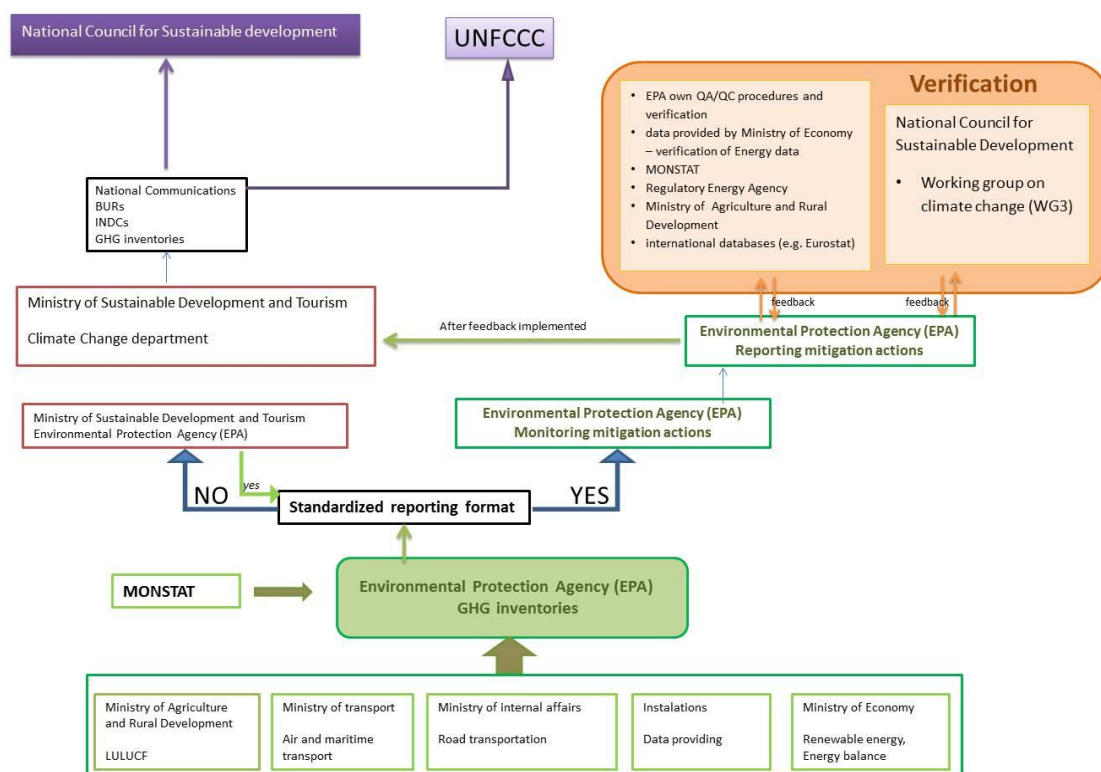 National Council for Sustainable development
UNFCCC
Verification
• EPA own QA/QC procedures and
verification
• data provided by Ministry of Economy
– verification of Energy data
• MONSTAT
• Regulatory Energy Agency
• Ministry of Agriculture and Rural
Development
• international databases (e.g. Eurostat)
National Council for
Sustainable Development
• Working group on
climate change (WG3)
National Communications
BURs
INDCs
GHG inventories
feedback
feedback
Ministry of Sustainable Development and Tourism
Climate Change department
After feedback implemented
Environmental Protection Agency (EPA)
Reporting mitigation actions
Ministry of Sustainable Development and Tourism
Environmental Protection Agency (EPA)
Environmental Protection Agency (EPA)
Monitoring mitigation actions
NO
yes
Standardized reporting format
YES
MONSTAT
Environmental Protection Agency (EPA)
GHG inventories
Ministry of Agriculture
and Rural Development
LULUCF
Ministry of transport
Air and maritime
transport
Ministry of internal affairs
Road transportation
Instalations
Data providing
Ministry of Economy
Renewable energy,
Energy balance